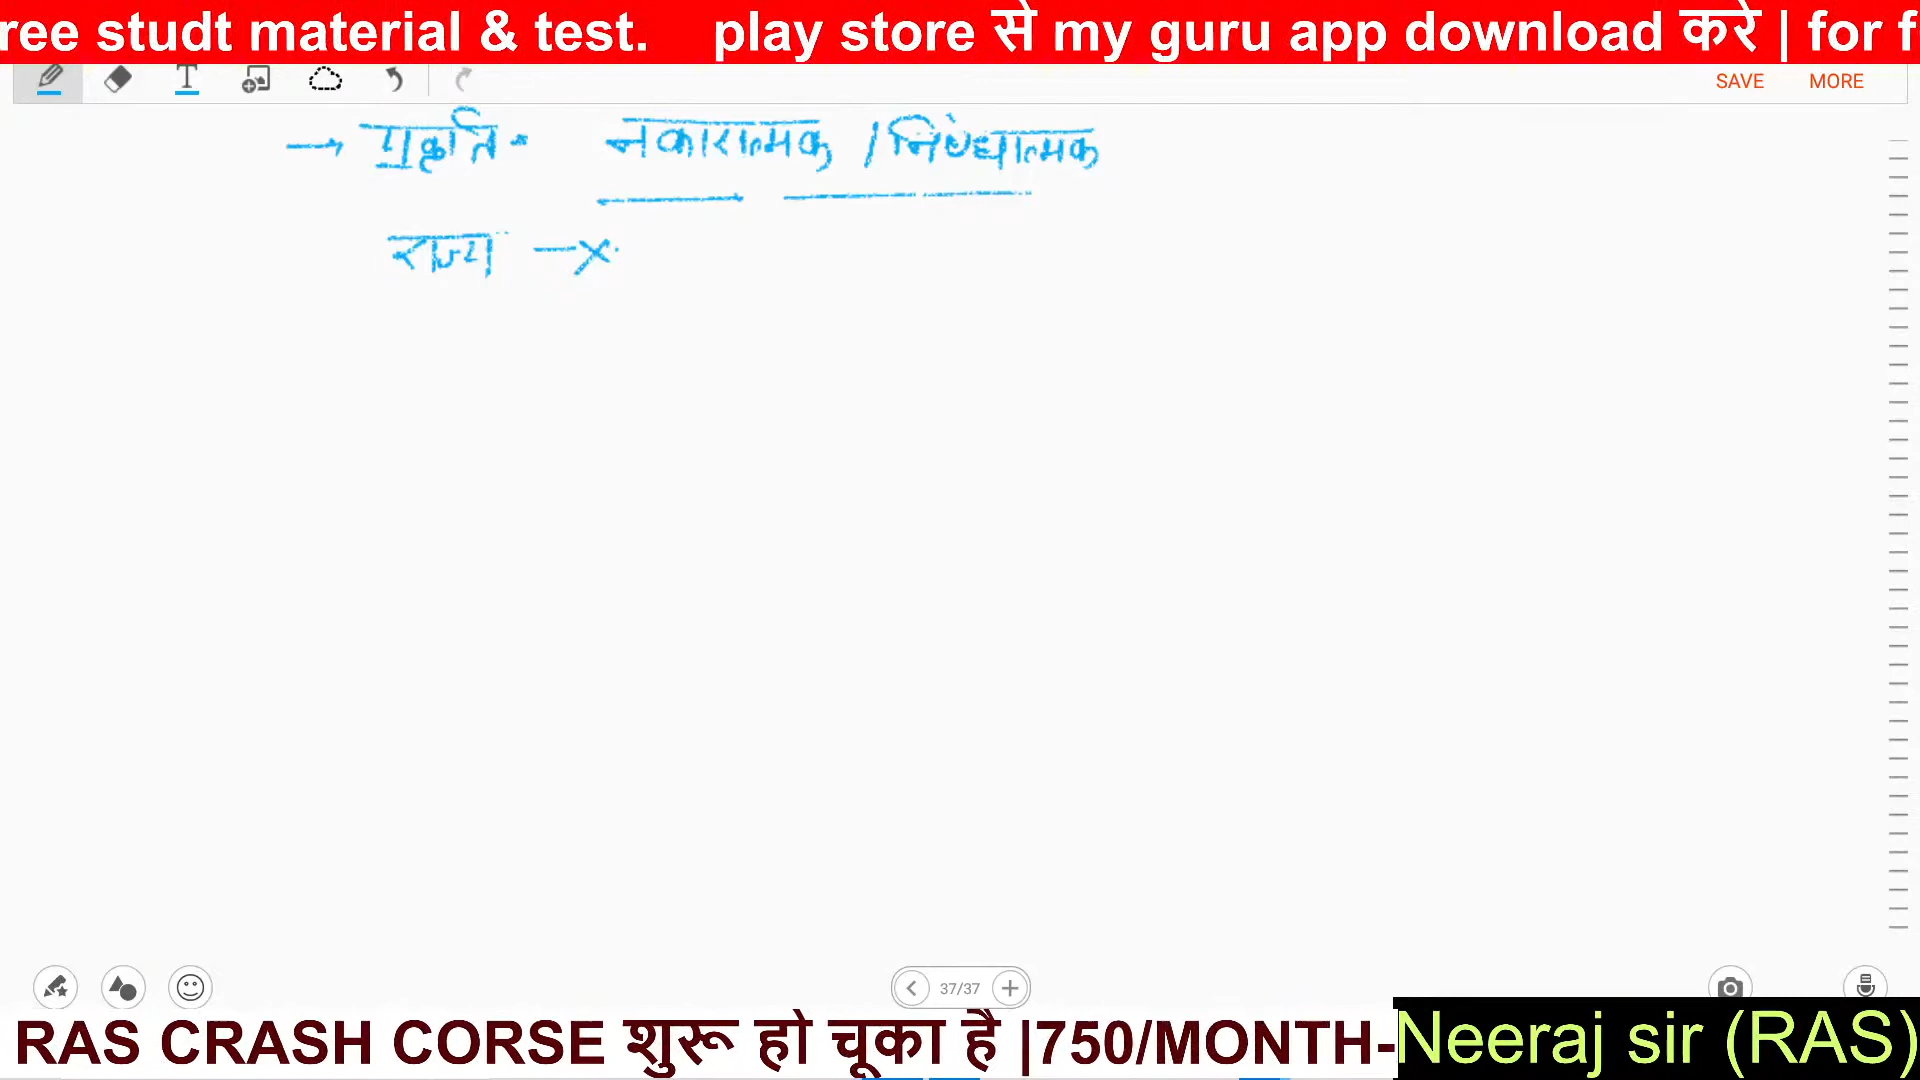 ree studt material & test. play store से my guru app download करे | for f
T SAVE MORE
→ प्रकृति - नकारात्मक / निषेधात्मक
राज्य -x
37/37
RAS CRASH CORSE शुरू हो चूका है |750/MONTH-Neeraj sir (RAS)